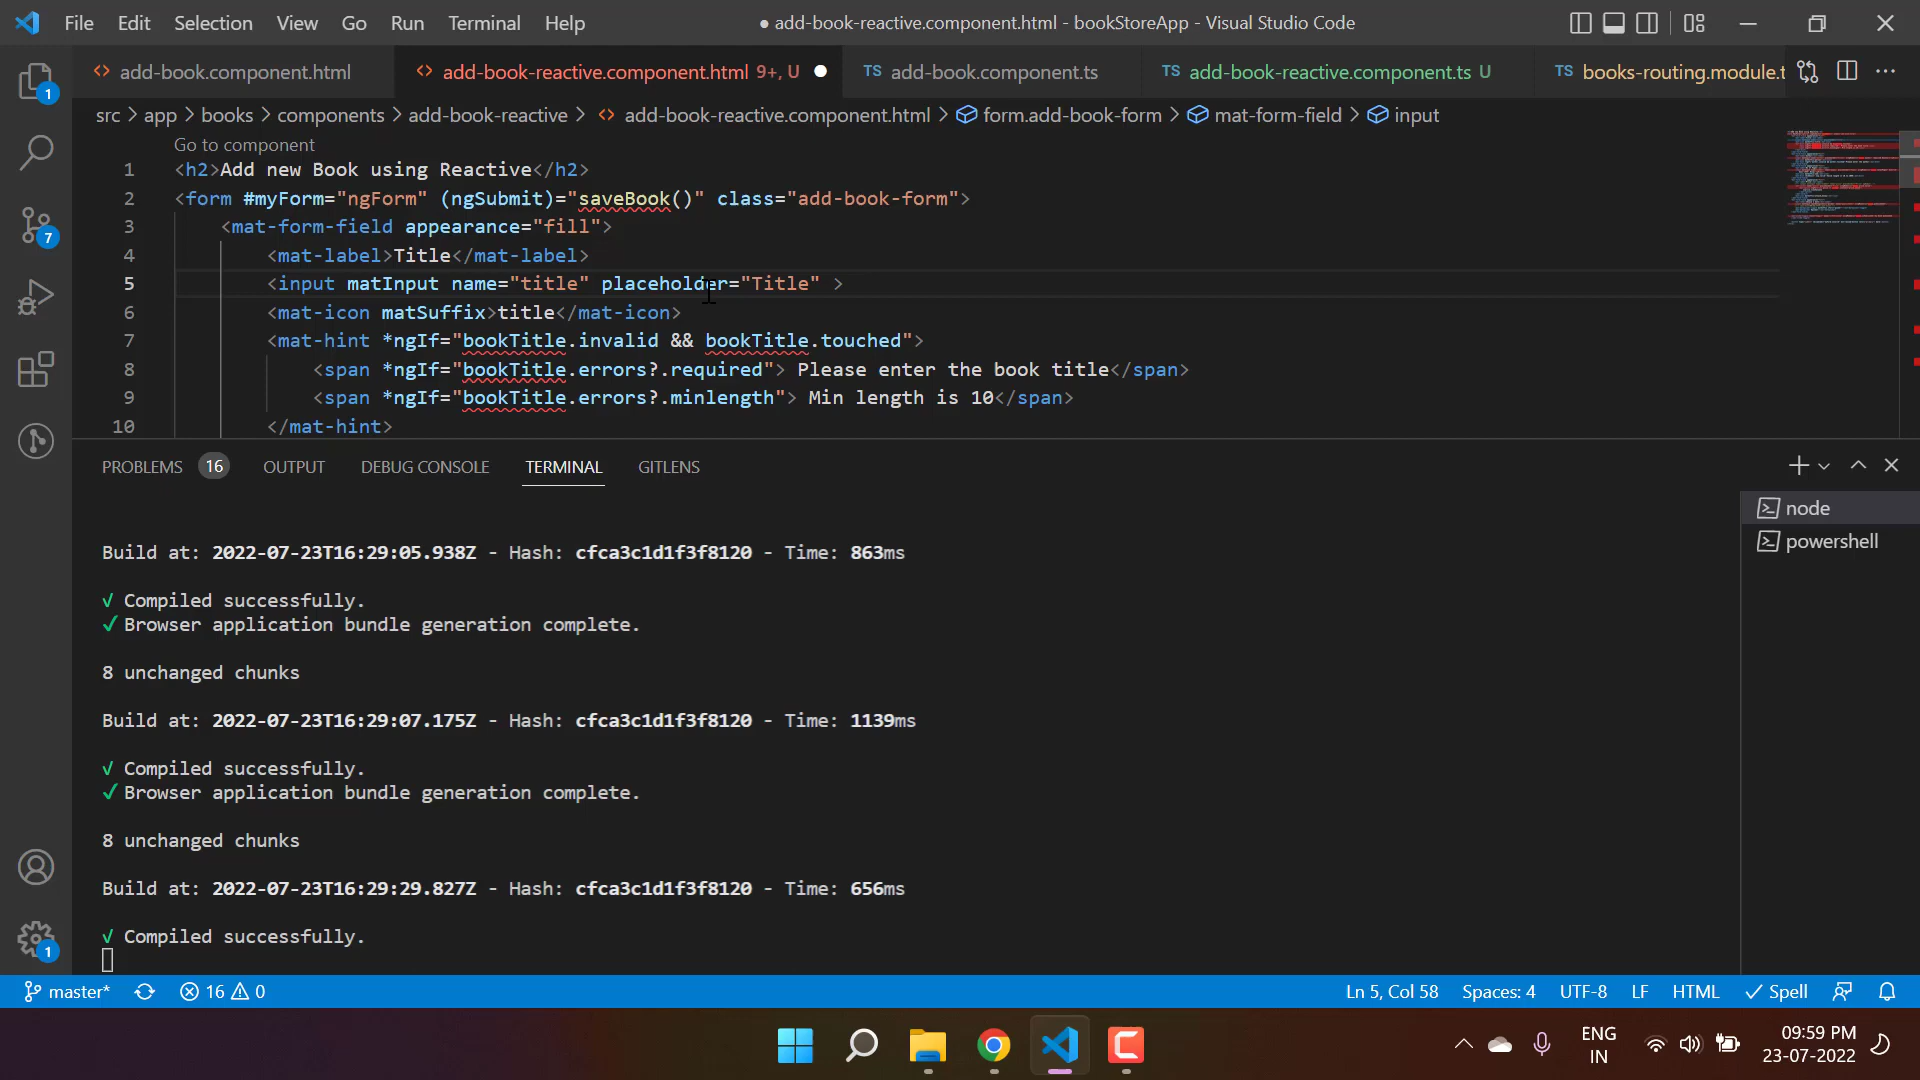 File Edit Selection View Go Run Terminal Help
● add-book-reactive.component.html - bookStoreApp - Visual Studio Code
<> add-book.component.html
<> add-book-reactive.component.html 9+, U ●
TS add-book.component.ts
TS add-book-reactive.component.ts U
TS books-routing.module.t
src > app > books > components > add-book-reactive > <> add-book-reactive.component.html > form.add-book-form > mat-form-field > input
Go to component
1 <h2>Add new Book using Reactive</h2>
2 <form #myForm="ngForm" (ngSubmit)="saveBook()" class="add-book-form">
3 <mat-form-field appearance="fill">
4 <mat-label>Title</mat-label>
5 <input matInput name="title" placeholder="Title" >
6 <mat-icon matSuffix>title</mat-icon>
7 <mat-hint *ngIf="bookTitle.invalid && bookTitle.touched">
8 <span *ngIf="bookTitle.errors?.required"> Please enter the book title</span>
9 <span *ngIf="bookTitle.errors?.minlength"> Min length is 10</span>
10 </mat-hint>
1
7
1
PROBLEMS 16 OUTPUT DEBUG CONSOLE TERMINAL GITLENS
node
powershell
Build at: 2022-07-23T16:29:05.938Z - Hash: cfca3c1d1f3f8120 - Time: 863ms
√ Compiled successfully.
✔ Browser application bundle generation complete.
8 unchanged chunks
Build at: 2022-07-23T16:29:07.175Z - Hash: cfca3c1d1f3f8120 - Time: 1139ms
√ Compiled successfully.
✔ Browser application bundle generation complete.
8 unchanged chunks
Build at: 2022-07-23T16:29:29.827Z - Hash: cfca3c1d1f3f8120 - Time: 656ms
√ Compiled successfully.
master* 16 0
Ln 5, Col 58 Spaces: 4 UTF-8 LF HTML ✓ Spell
ENG
IN
09:59 PM
23-07-2022